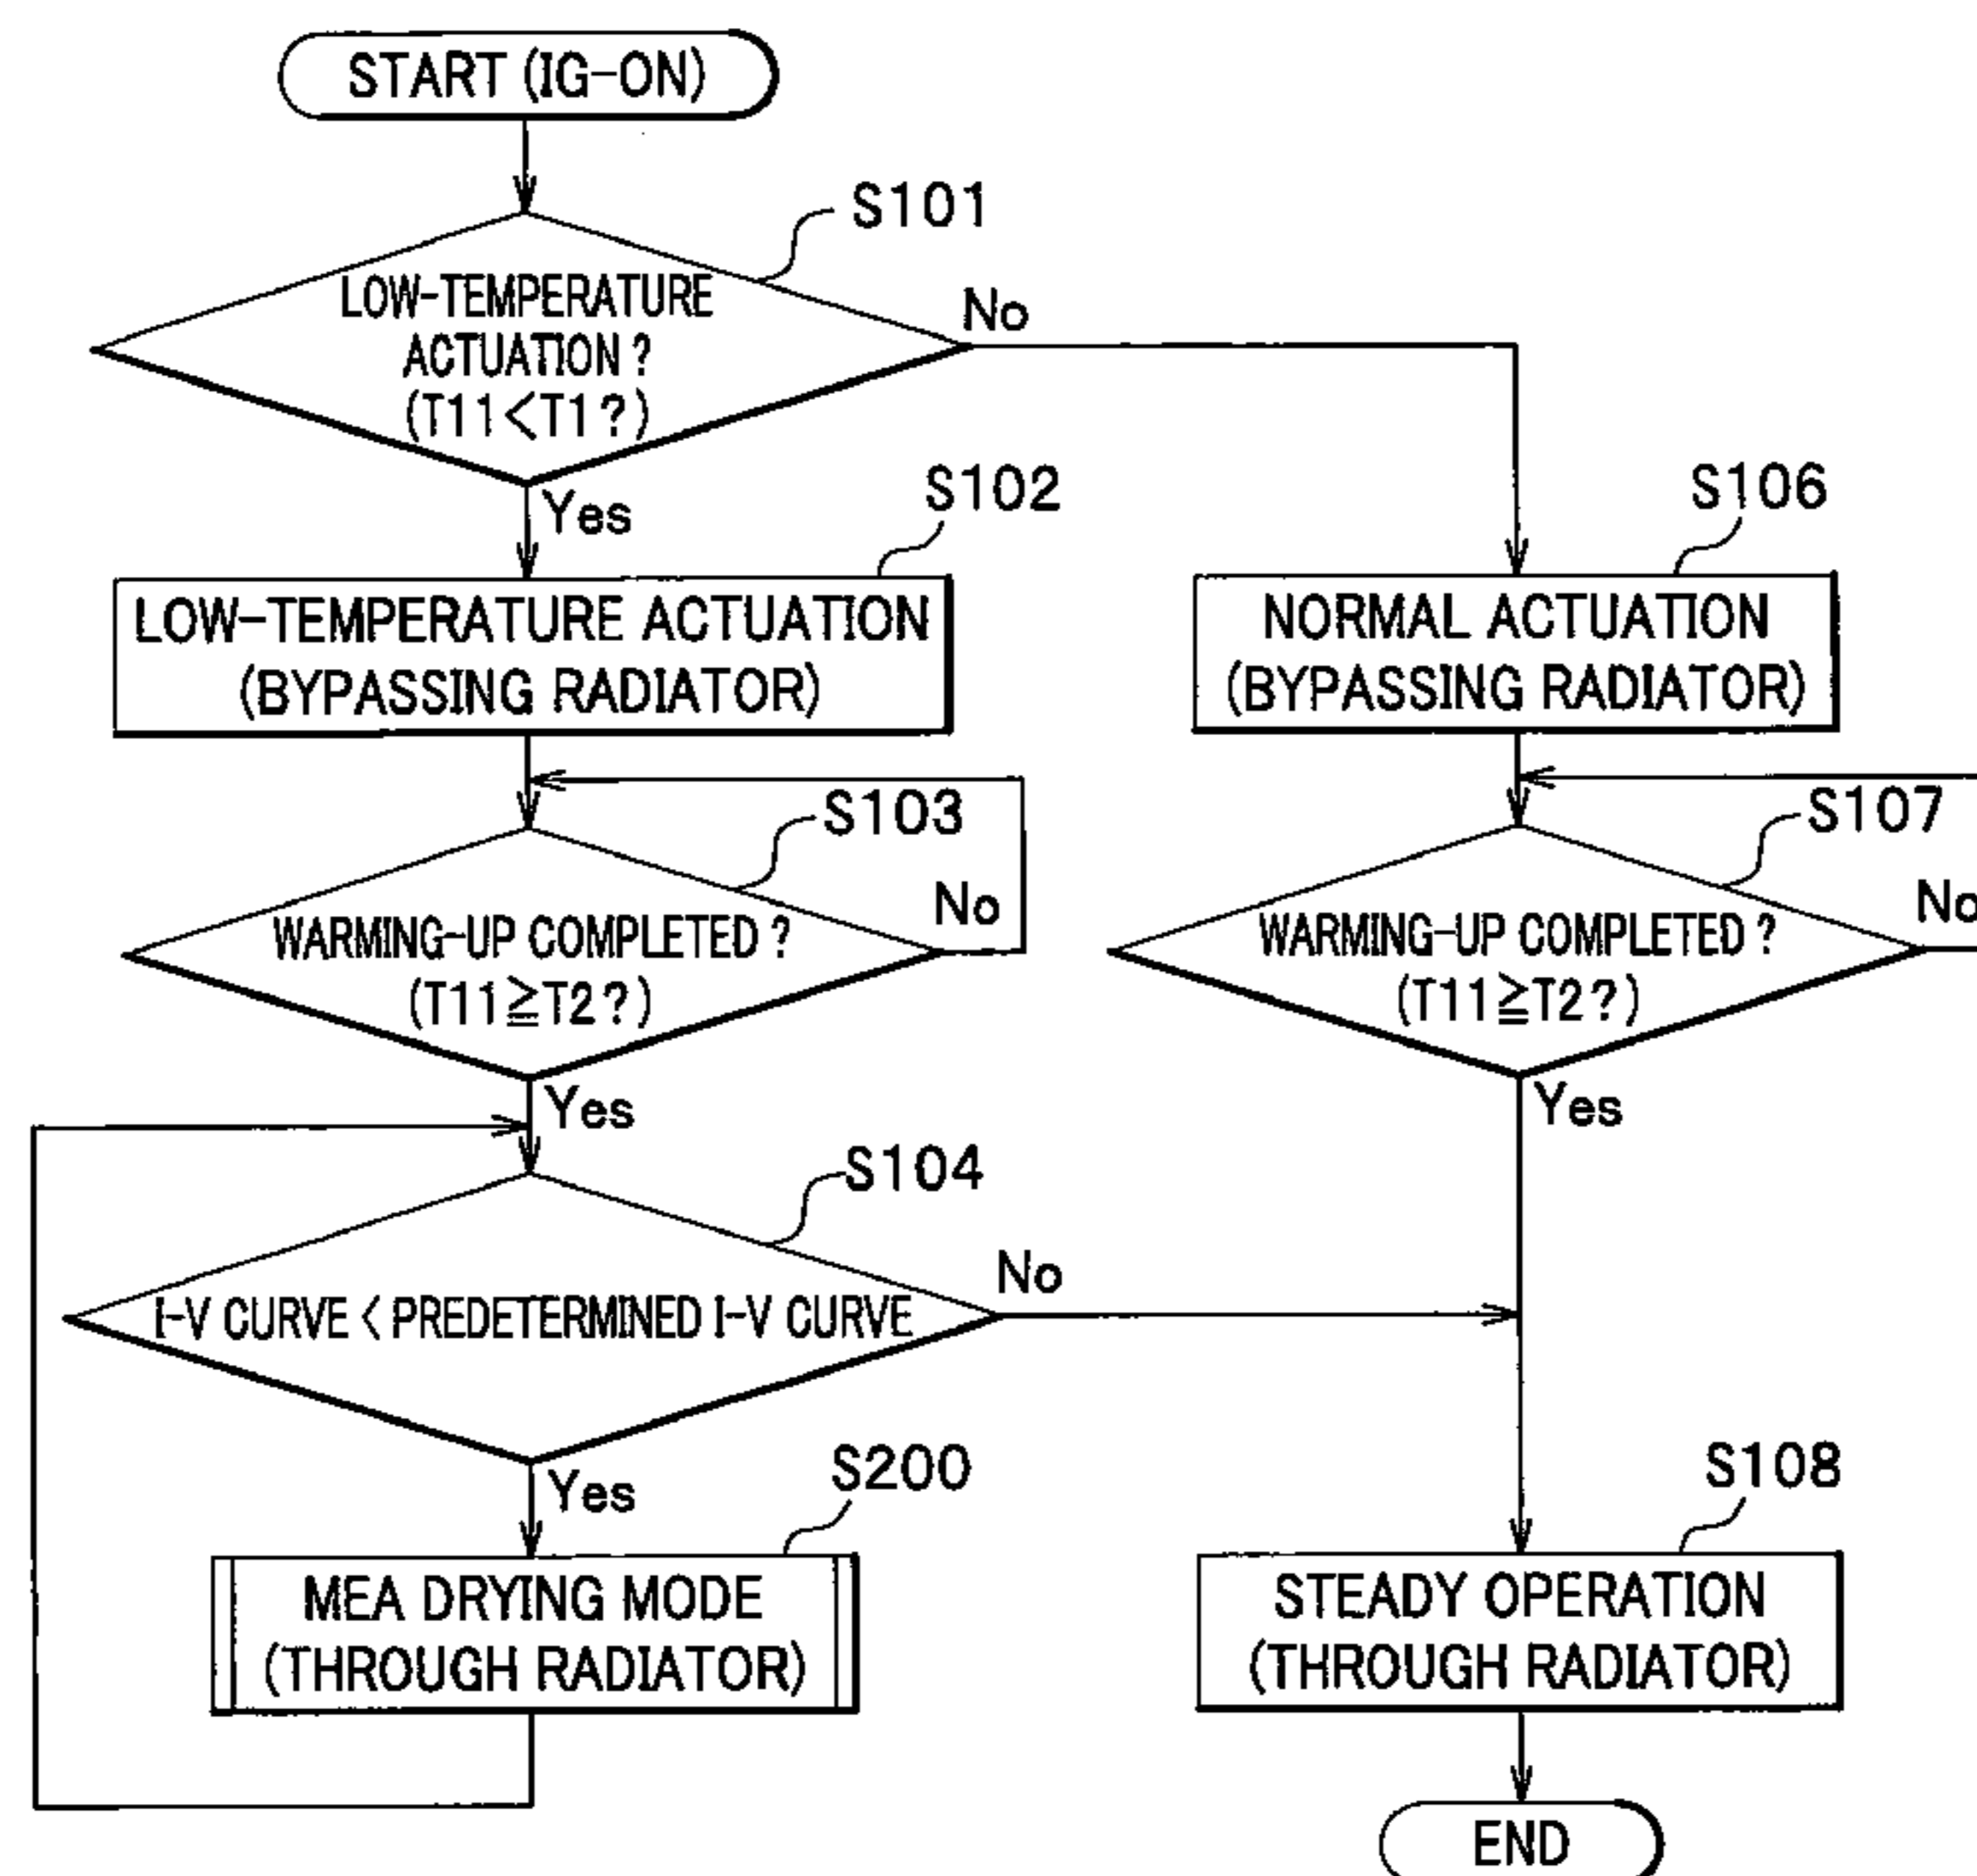 START (IG-ON)
S101
LOW-TEMPERATURE
ACTUATION ?
(T11<T1?)
No
Yes
S102
LOW-TEMPERATURE ACTUATION
(BYPASSING RADIATOR)
S103
WARMING-UP COMPLETED ?
(T11≧T2?)
No
Yes
S104
I-V CURVE < PREDETERMINED I-V CURVE
No
Yes
S200
MEA DRYING MODE
(THROUGH RADIATOR)
S106
NORMAL ACTUATION
(BYPASSING RADIATOR)
S107
WARMING-UP COMPLETED ?
(T11≧T2?)
No
Yes
S108
STEADY OPERATION
(THROUGH RADIATOR)
END